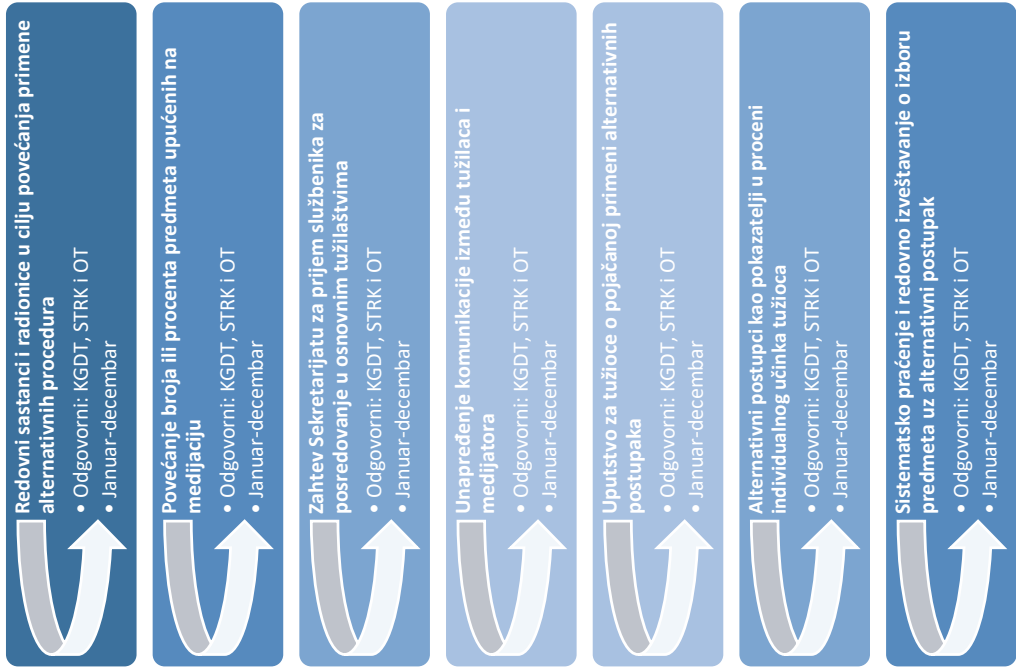 Redovni sastanci i radionice u cilju povećanja primene
alternativnih procedura
• Odgovorni: KGDT, STRK i OT
• Januar-decembar
Povećanje broja ili procenta predmeta upućenih na
medijaciju
• Odgovorni: KGDT, STRK i OT
• Januar-decembar
Zahtev Sekretarijatu za prijem službenika za
posredovanje u osnovnim tužilaštvima
• Odgovorni: KGDT, STRK i OT
• Januar-decembar
Unapređenje komunikacije između tužilaca i
medijatora
• Odgovorni: KGDT, STRK i OT
• Januar-decembar
Uputstvo za tužioce o pojačanoj primeni alternativnih
postupaka
• Odgovorni: KGDT, STRK i OT
• Januar-decembar
Alternativni postupci kao pokazatelji u proceni
individualnog učinka tužioca
• Odgovorni: KGDT, STRK i OT
• Januar-decembar
Sistematsko praćenje i redovno izveštavanje o izboru
predmeta uz alternativni postupak
• Odgovorni: KGDT, STRK i OT
• Januar-decembar